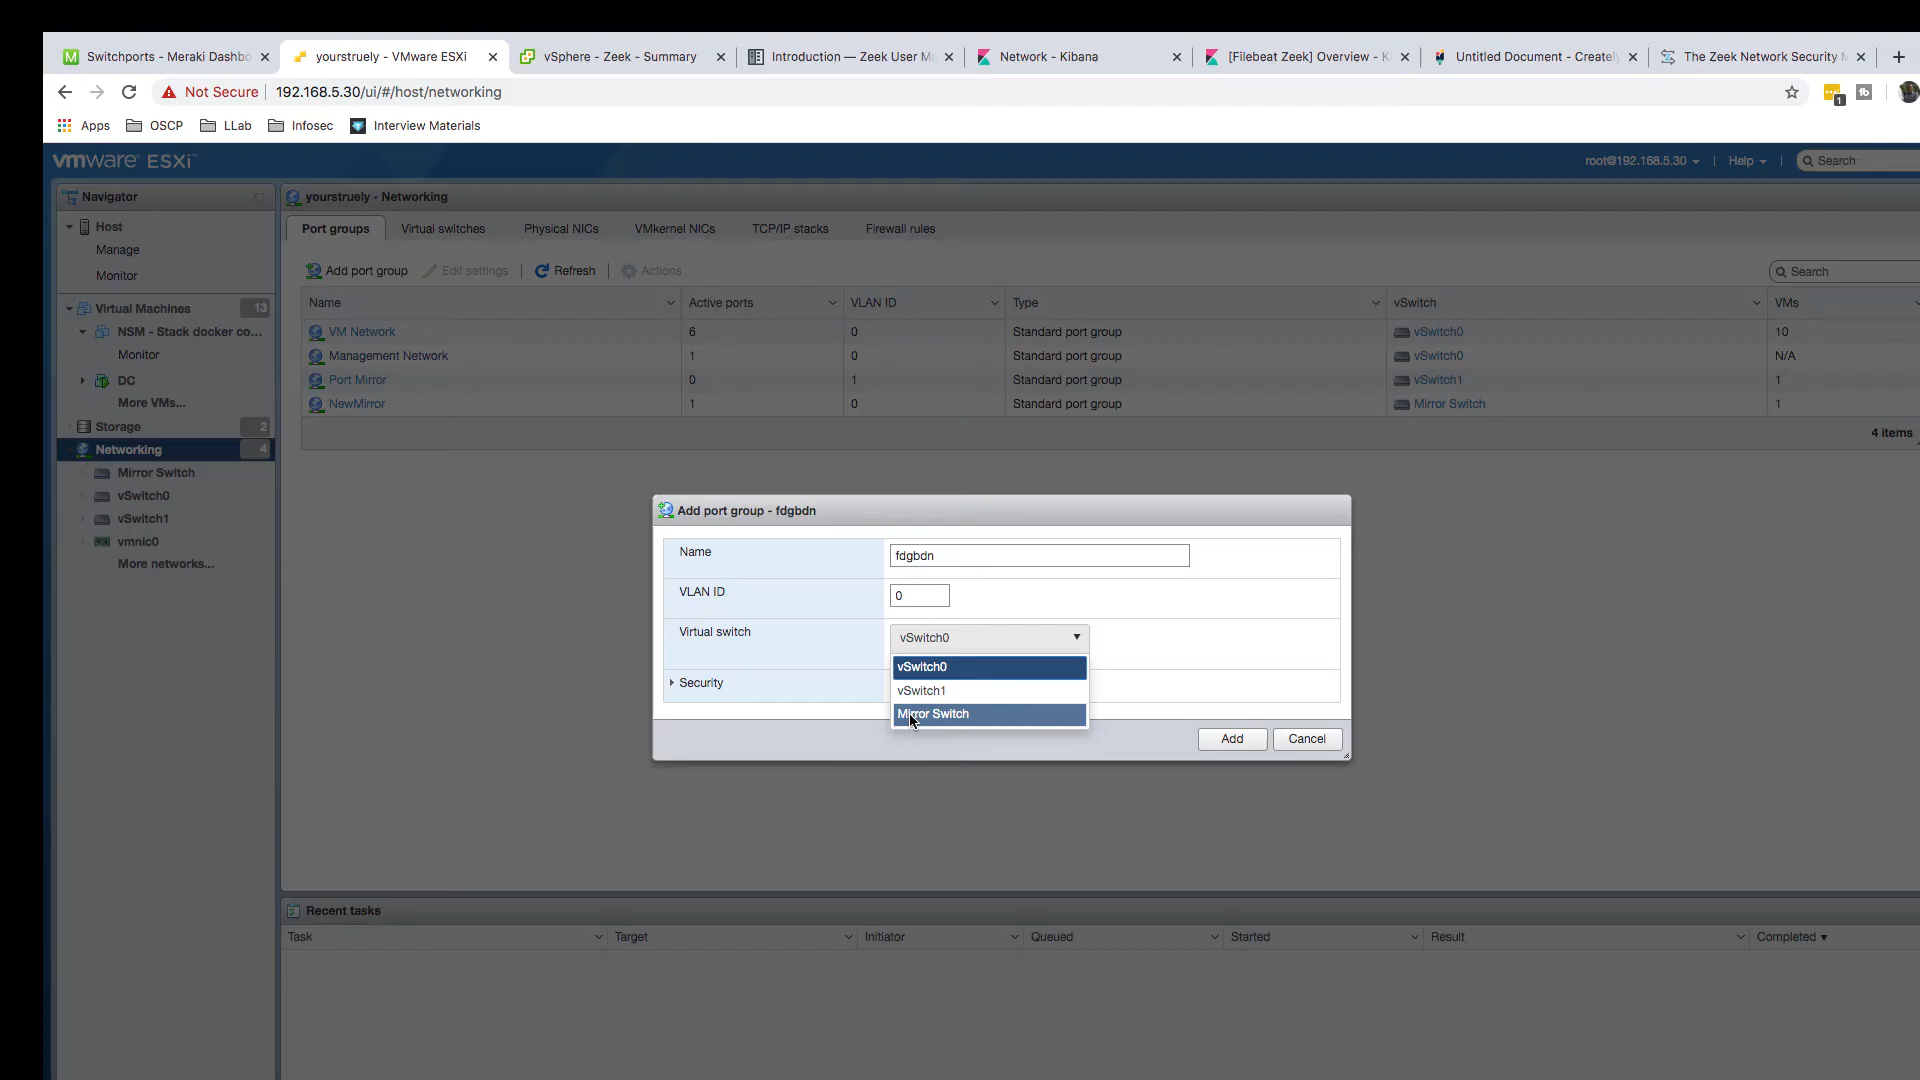 Switchports - Meraki Dashbo
yourstruely - VMware ESXi
vSphere - Zeek - Summary
Introduction — Zeek User Ma
Network - Kibana
[Filebeat Zeek] Overview - K
Untitled Document - Createl
The Zeek Network Security M
Not Secure
192.168.5.30/ui/#/host/networking
1
Apps
OSCP
LLab
Infosec
Interview Materials
vmware ESXi
root@192.168.5.30
Help
Search
Navigator
Host
Manage
Monitor
Virtual Machines 13
NSM - Stack docker co...
Monitor
DC
More VMs...
Storage 2
Networking 4
Mirror Switch
vSwitch0
vSwitch1
vmnic0
More networks...
yourstruely - Networking
Port groups Virtual switches Physical NICs VMkernel NICs TCP/IP stacks Firewall rules
Add port group Edit settings Refresh Actions
Search
Name Active ports VLAN ID Type vSwitch VMs
VM Network 6 0 Standard port group vSwitch0 10
Management Network 1 0 Standard port group vSwitch0 N/A
Port Mirror 0 1 Standard port group vSwitch1 1
NewMirror 1 0 Standard port group Mirror Switch 1
4 items
Add port group - fdgbdn
Name fdgbdn
VLAN ID 0
Virtual switch vSwitch0
vSwitch0
vSwitch1
Mirror Switch
Security
Add Cancel
Recent tasks
Task Target Initiator Queued Started Result Completed